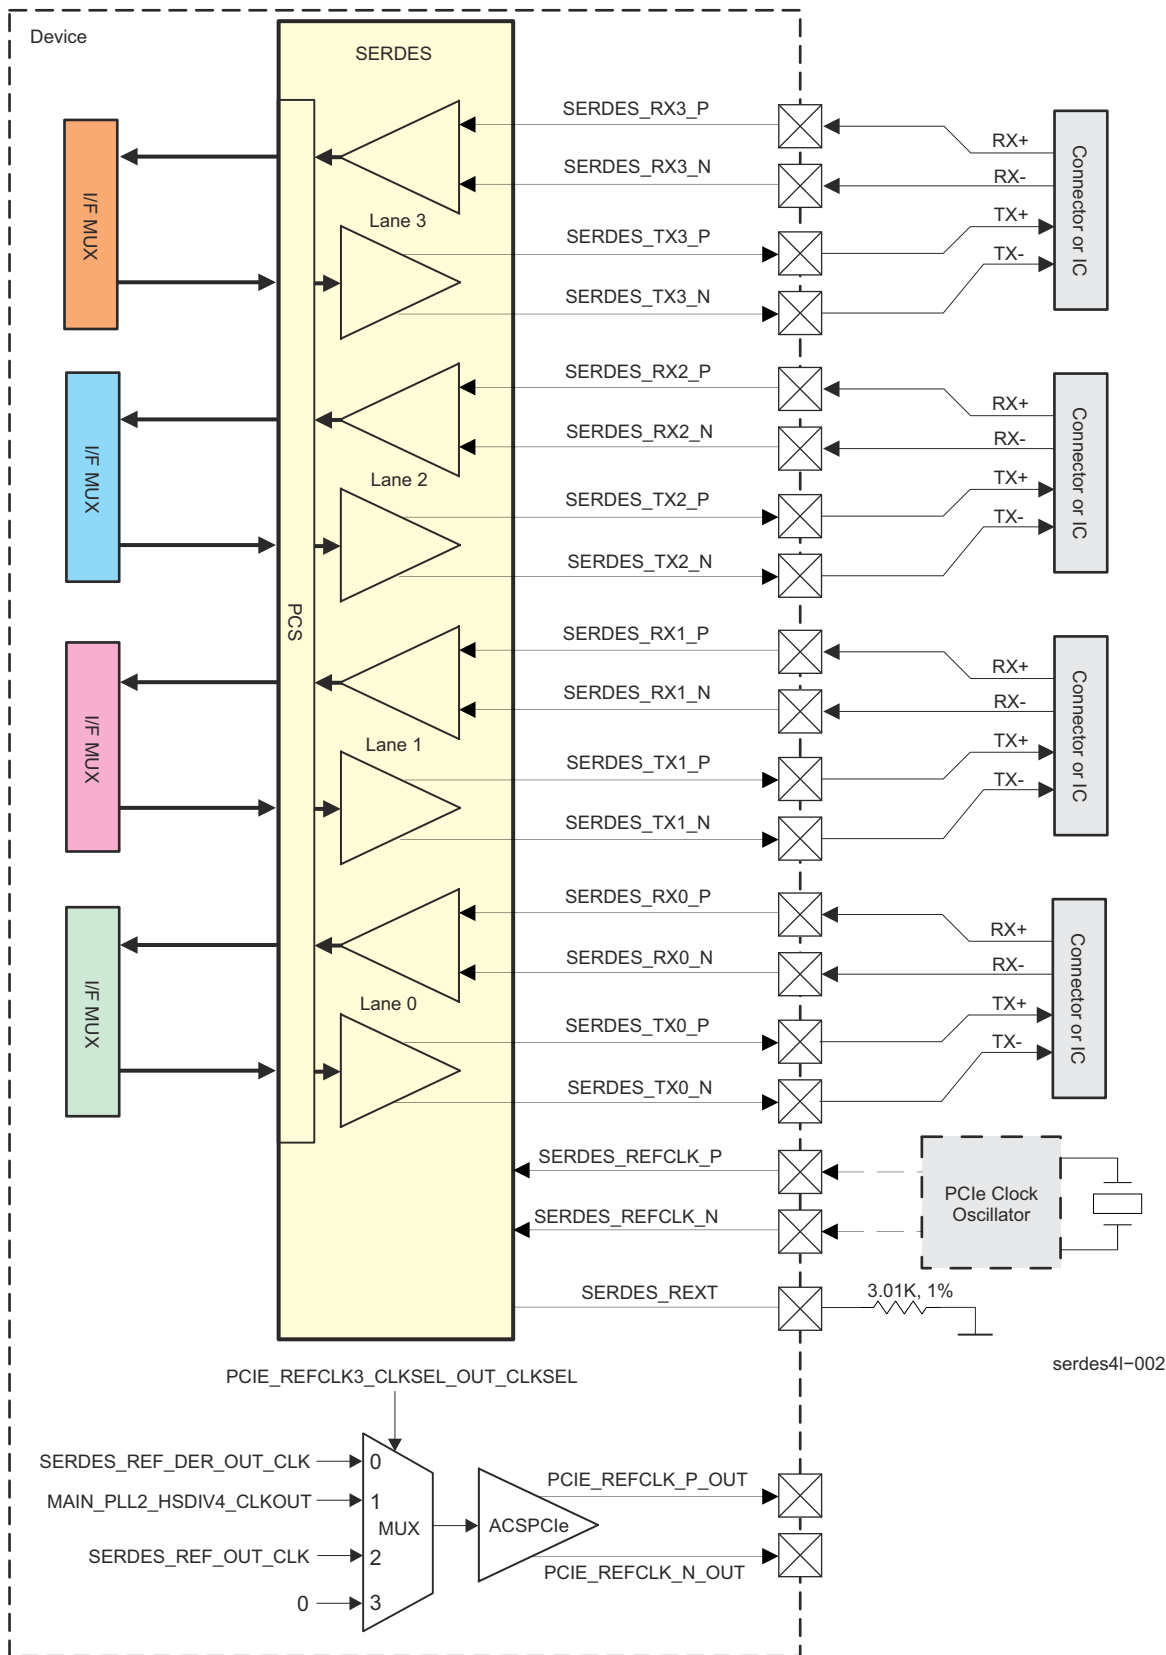 Device
SERDES
SERDES_RX3_P
SERDES_RX3_N
SERDES_TX3_P
SERDES_TX3_N
Lane 3
I/F MUX
RX+
RX-
TX+
TX-
Connector or IC
SERDES_RX2_P
SERDES_RX2_N
SERDES_TX2_P
SERDES_TX2_N
Lane 2
I/F MUX
RX+
RX-
TX+
TX-
Connector or IC
PCS
SERDES_RX1_P
SERDES_RX1_N
SERDES_TX1_P
SERDES_TX1_N
Lane 1
I/F MUX
RX+
RX-
TX+
TX-
Connector or IC
SERDES_RX0_P
SERDES_RX0_N
SERDES_TX0_P
SERDES_TX0_N
Lane 0
I/F MUX
RX+
RX-
TX+
TX-
Connector or IC
SERDES_REFCLK_P
SERDES_REFCLK_N
PCIe Clock
Oscillator
SERDES_REXT
3.01K, 1%
serdes4l−002
PCIE_REFCLK3_CLKSEL_OUT_CLKSEL
SERDES_REF_DER_OUT_CLK
0
MAIN_PLL2_HSDIV4_CLKOUT
1
MUX
SERDES_REF_OUT_CLK
2
0
3
ACSPCIe
PCIE_REFCLK_P_OUT
PCIE_REFCLK_N_OUT